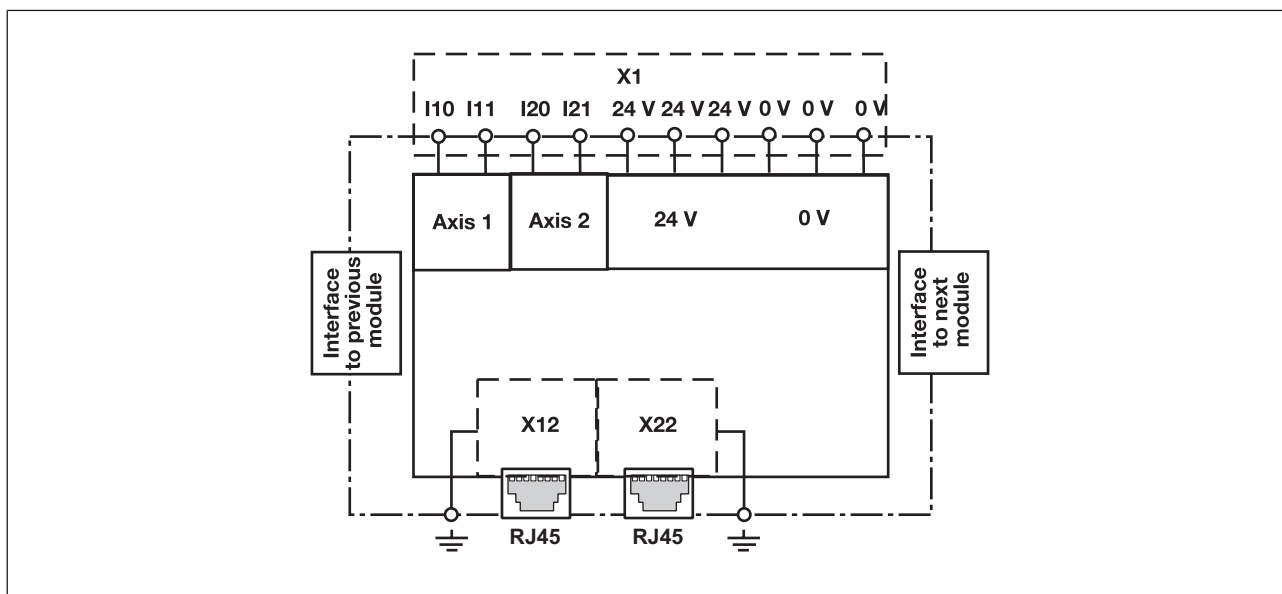 X1
I10 I11 I20 I21 24 V 24 V 24 V 0 V 0 V 0 V
Axis 1 Axis 2 24 V 0 V
Interface
to previous
module
Interface
to next
module
X12 X22
RJ45 RJ45